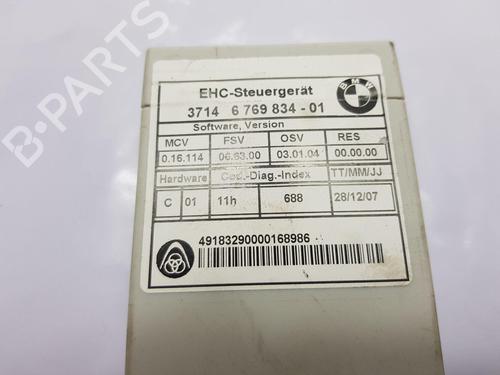 EHC-Steuergerät
BMW
3714 6 769 834 - 01
Software, Version
MCV FSV OSV RES
0.16.114 06.63.00 03.01.04 00.00.00
Hardware Cod.-Diag.-Index TT/MM/JJ
C 01 11h 688 28/12/07
49183290000168986
B-PARTS